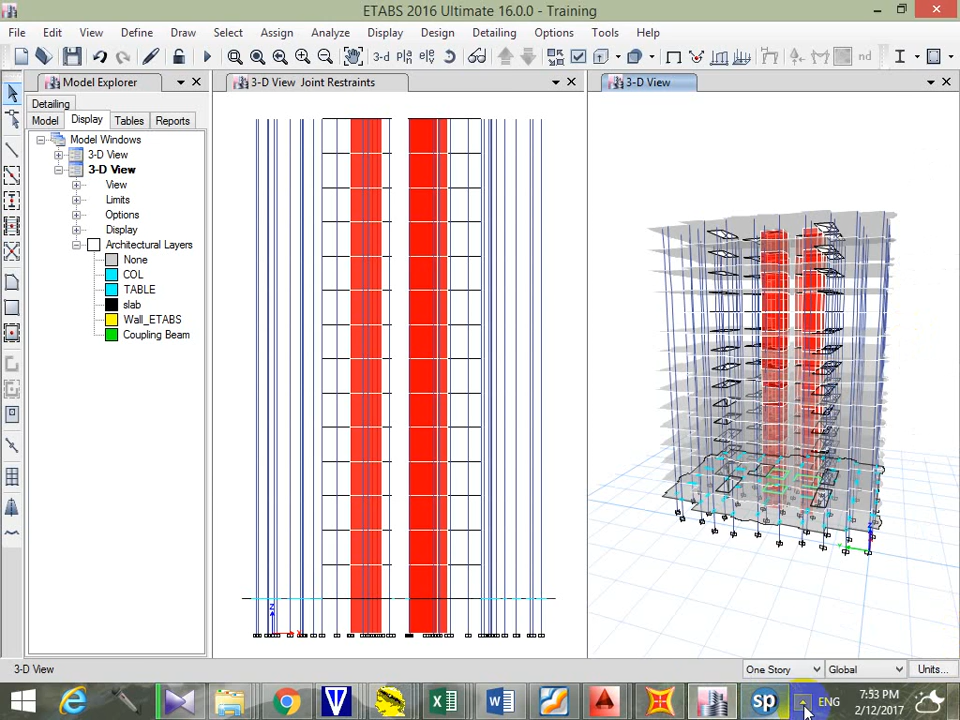 ETABS 2016 Ultimate 16.0.0 - Training
File Edit View Define Draw Select Assign Analyze Display Design Detailing Options Tools Help
3-d nd
Model Explorer
3-D View Joint Restraints
3-D View
Detailing
Model Display Tables Reports
Model Windows
3-D View
3-D View
View
Limits
Options
Display
Architectural Layers
None
COL
TABLE
slab
Wall_ETABS
Coupling Beam
Z
X
3-D View
One Story Global Units...
Sp ENG
7:53 PM
2/12/2017